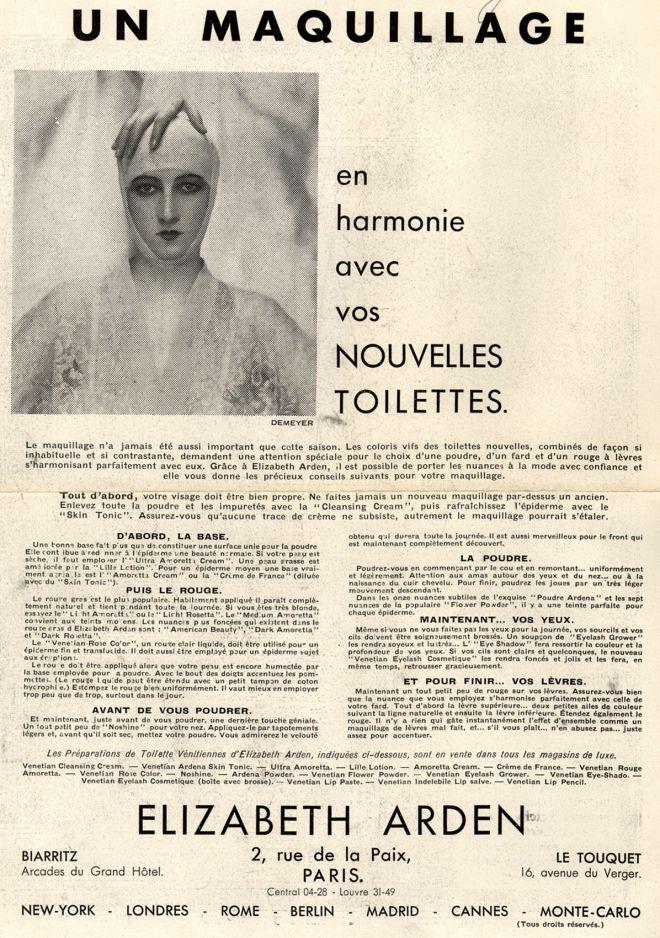 UN MAQUILLAGE
en
harmonie
avec
vos
NOUVELLES
TOILETTES.
DEMEYER
Le maquillage n'a jamais été aussi important que cette saison. Les coloris vifs des toilettes nouvelles, combinés de façon si
inhabituelle et si contrastante, demandent une attention spéciale pour le choix d'une poudre, d'un fard et d'un rouge à lèvres
s'harmonisant parfaitement avec eux. Grâce à Elizabeth Arden, il est possible de porter les nuances à la mode avec confiance et
elle vous donne les précieux conseils suivants pour votre maquillage.
Tout d'abord, votre visage doit être bien propre. Ne faites jamais un nouveau maquillage par-dessus un ancien.
Enlevez toute la poudre et les impuretés avec la "Cleansing Cream", puis rafraîchissez l'épiderme avec le
"Skin Tonic". Assurez-vous qu'aucune trace de crème ne subsiste, autrement le maquillage pourrait s'étaler.
D'ABORD, LA BASE.
Une bonne base fait plus que de constituer une surface unie pour la poudre
Elle contribue à redonner à l'épiderme une beauté normale. Si votre peau est
sèche, il faut employer l'"Ultra Amoretta Cream". Une peau grasse est
améliorée par la "Lille Lotion". Pour un épiderme moyen une base vrai-
ment appropriée est l'"Amoretta Cream" ou la "Crème de France" (diluée
avec du "Skin Tonic").
PUIS LE ROUGE.
Le rouge gras est le plus populaire. Habilement appliqué il paraît complè-
tement naturel et tient pendant toute la journée. Si vous êtes très blonde,
essayez le "Light Amoretta" ou le "Light Rosetta". Le "Medium Amoretta"
convient aux teints moyens. Les nuances plus foncées qui existent dans le
rouge gras d'Elizabeth Arden sont : "American Beauty", "Dark Amoretta"
et "Dark Rosetta".
Le "Venetian Rose Color", un rouge clair liquide, doit être utilisé pour un
épiderme fin et translucide. Il doit aussi être employé pour un épiderme sujet
aux éruptions.
Le rouge doit être appliqué alors que votre peau est encore humectée par
la base employée pour la poudre. Avec le bout des doigts accentuez les pom-
mettes. (Le rouge liquide peut être étendu avec un petit tampon de coton
hydrophile.) Estompez le rouge bien uniformément. Il vaut mieux en employer
trop peu que de trop, surtout dans le jour.
AVANT DE VOUS POUDRER.
Et maintenant, juste avant de vous poudrer, une dernière touche géniale.
Un tout petit peu de "Noshine" pour votre nez. Appliquez-le par tapotements
légers et, avant qu'il soit sec, mettez votre poudre. Vous admirerez le velouté
obtenu qui durera toute la journée. Il est aussi merveilleux pour le front qui
est maintenant complètement découvert.
LA POUDRE.
Poudrez-vous en commençant par le cou et en remontant... uniformément
et légèrement. Attention aux amas autour des yeux et du nez... ou à la
naissance du cuir chevelu. Pour finir, poudrez les joues par un très léger
mouvement descendant.
Dans les onze nuances subtiles de l'exquise "Poudre Ardena" et les sept
nuances de la populaire "Flower Powder", il y a une teinte parfaite pour
chaque épiderme.
MAINTENANT... VOS YEUX.
Même si vous ne vous faites pas les yeux pour la journée, vos sourcils et vos
cils doivent être soigneusement brossés. Un soupçon de "Eyelash Grower"
les rendra soyeux et lustrés... L' "Eye Shadow" fera ressortir la couleur et la
profondeur de vos yeux. Si vos cils sont clairs et quelconques, le nouveau
"Venetian Eyelash Cosmetique" les rendra foncés et jolis et les fera, en
même temps, retrousser gracieusement.
ET POUR FINIR... VOS LÈVRES.
Maintenant un tout petit peu de rouge sur vos lèvres. Assurez-vous bien
que la nuance que vous employez s'harmonise parfaitement avec celle de
votre fard. Tout d'abord la lèvre supérieure... deux petites ailes de couleur
suivant la ligne naturelle et ensuite la lèvre inférieure. Étendez également le
rouge. Il n'y a rien qui gâte instantanément l'effet d'ensemble comme un
maquillage de lèvres mal fait, et... s'il vous plaît... n'en abusez pas... juste
assez pour accentuer.
Les Préparations de Toilette Vénitiennes d'Elizabeth Arden, indiquées ci-dessous, sont en vente dans tous les magasins de luxe.
Venetian Cleansing Cream. — Venetian Ardena Skin Tonic. — Ultra Amoretta. — Lille Lotion. — Amoretta Cream. — Crème de France. — Venetian Rouge
Amoretta. — Venetian Rose Color. — Noshine. — Ardena Powder. — Venetian Flower Powder. — Venetian Eyelash Grower. — Venetian Eye-Shado. —
Venetian Eyelash Cosmetique (boîte avec brosse). — Venetian Lip Paste. — Venetian Indelebile Lip salve. — Venetian Lip Pencil.
ELIZABETH ARDEN
BIARRITZ
Arcades du Grand Hôtel.
2, rue de la Paix,
PARIS.
Central 04-28 - Louvre 31-49
LE TOUQUET
16, avenue du Verger.
NEW-YORK - LONDRES - ROME - BERLIN - MADRID - CANNES - MONTE-CARLO
(Tous droits réservés.)